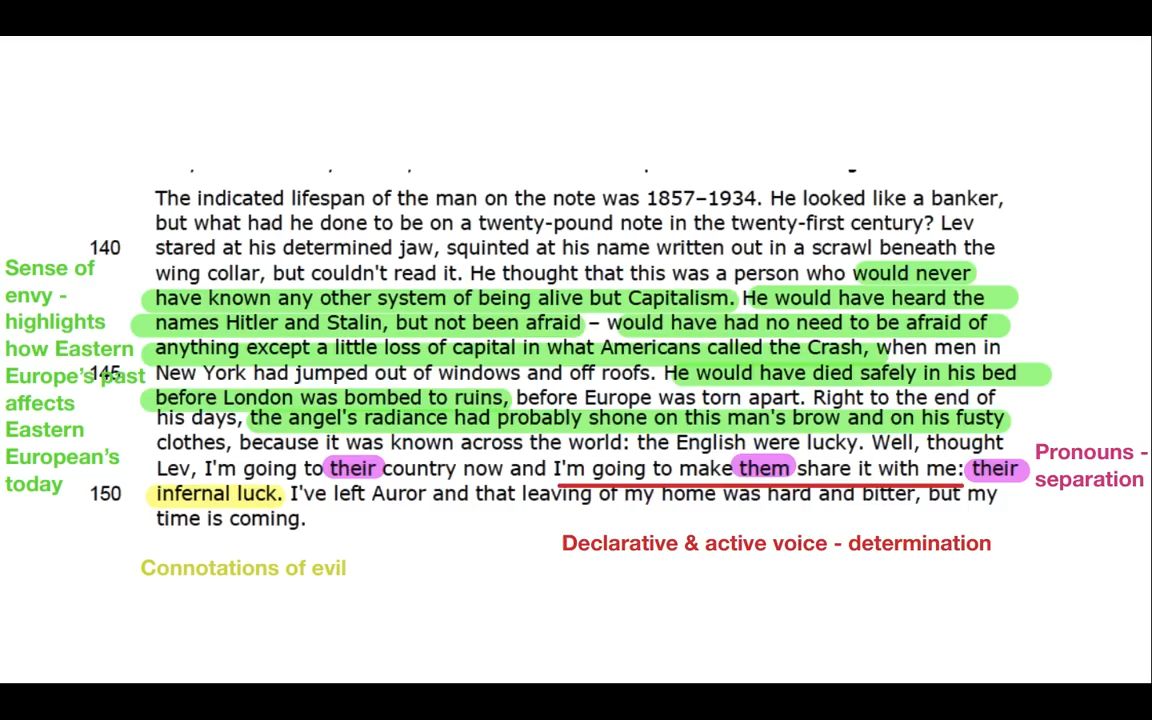 The indicated lifespan of the man on the note was 1857–1934. He looked like a banker,
but what had he done to be on a twenty-pound note in the twenty-first century? Lev
140 stared at his determined jaw, squinted at his name written out in a scrawl beneath the
wing collar, but couldn't read it. He thought that this was a person who would never
have known any other system of being alive but Capitalism. He would have heard the
names Hitler and Stalin, but not been afraid – would have had no need to be afraid of
anything except a little loss of capital in what Americans called the Crash, when men in
145 New York had jumped out of windows and off roofs. He would have died safely in his bed
before London was bombed to ruins, before Europe was torn apart. Right to the end of
his days, the angel's radiance had probably shone on this man's brow and on his fusty
clothes, because it was known across the world: the English were lucky. Well, thought
Lev, I'm going to their country now and I'm going to make them share it with me: their
150 infernal luck. I've left Auror and that leaving of my home was hard and bitter, but my
time is coming.
Sense of
envy -
highlights
how Eastern
Europe's past
affects
Eastern
European's
today
Pronouns -
separation
Declarative & active voice - determination
Connotations of evil